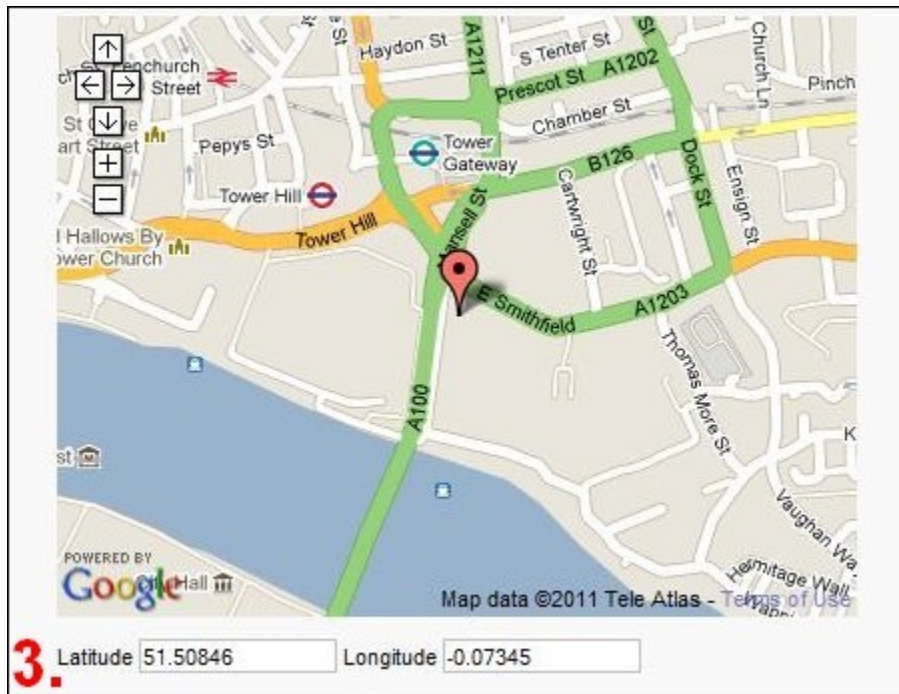 Haydon St
A1211
S Tenter St
Prescot St
A1202
Church Ln
Pinch
Fenchurch
Street
Chamber St
Tower
Gateway
Pepys St
B126
Dock St
Ensign St
Cartwright St
Tower Hill
Tower Hill
Mansell St
Hallows By
ower Church
E Smithfield
A1203
A100
Thomas More St
st
K
Vaughan Wa
Hermitage Wall
POWERED BY
Google
City Hall
Map data ©2011 Tele Atlas - Terms of Use
3.
Latitude 51.50846 Longitude -0.07345